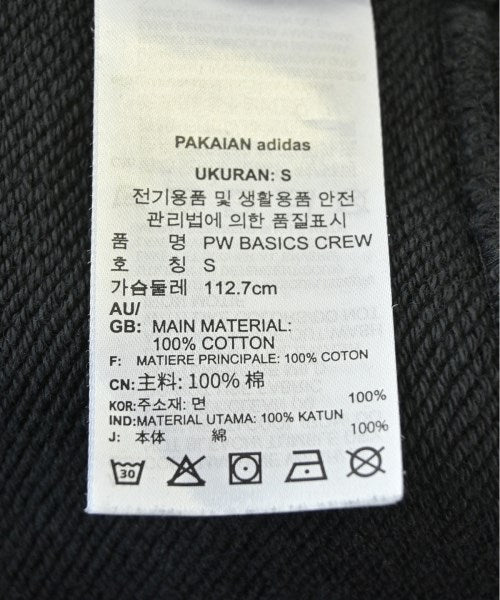 PAKAIAN adidas
UKURAN: S
전기용품 및 생활용품 안전
관리법에 의한 품질표시
품 명 PW BASICS CREW
호 칭 S
가슴둘레 112.7cm
AU/
GB: MAIN MATERIAL:
100% COTTON
F: MATIERE PRINCIPALE: 100% COTON
CN: 主料: 100% 棉
KOR: 주소재: 면 100%
IND: MATERIAL UTAMA: 100% KATUN
J: 本体 綿 100%
30